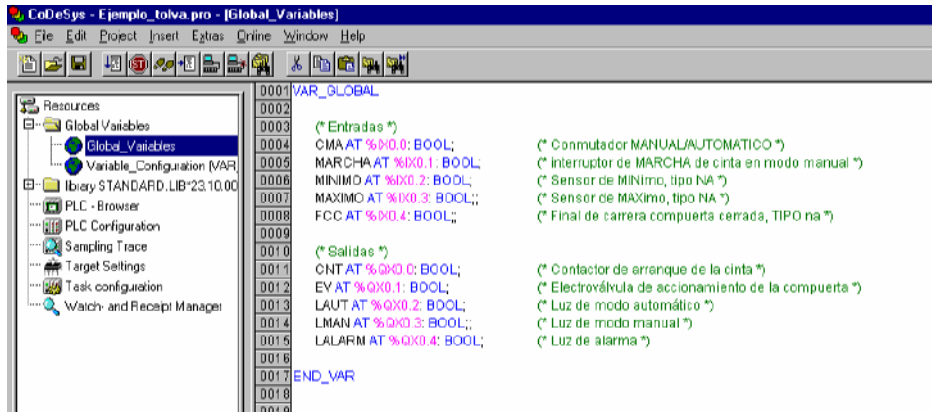 CoDeSys - Ejemplo_tolva.pro - [Global_Variables]
File Edit Project Insert Extras Online Window Help
Resources
Global Variables
Global_Variables
Variable_Configuration (VAR_
library STANDARD.LIB*23.10.00
PLC - Browser
PLC Configuration
Sampling Trace
Target Settings
Task configuration
Watch- and Receipt Manager
0001 VAR_GLOBAL
0002
0003 (* Entradas *)
0004 CMA AT %IX0.0: BOOL; (* Conmutador MANUAL/AUTOMATICO *)
0005 MARCHA AT %IX0.1: BOOL; (* interruptor de MARCHA de cinta en modo manual *)
0006 MINIMO AT %IX0.2: BOOL; (* Sensor de MINimo, tipo NA *)
0007 MAXIMO AT %IX0.3: BOOL;; (* Sensor de MAXimo, tipo NA *)
0008 FCC AT %IX0.4: BOOL;; (* Final de carrera compuerta cerrada, TIPO na *)
0009
0010 (* Salidas *)
0011 CNT AT %QX0.0: BOOL; (* Contactor de arranque de la cinta *)
0012 EV AT %QX0.1: BOOL; (* Electroválvula de accionamiento de la compuerta *)
0013 LAUT AT %QX0.2: BOOL; (* Luz de modo automático *)
0014 LMAN AT %QX0.3: BOOL;; (* Luz de modo manual *)
0015 LALARM AT %QX0.4: BOOL; (* Luz de alarma *)
0016
0017 END_VAR
0018
0019